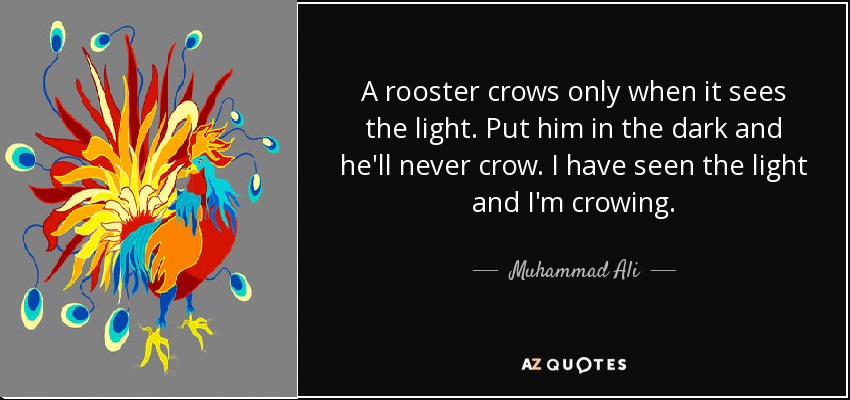 A rooster crows only when it sees
the light. Put him in the dark and
he'll never crow. I have seen the light
and I'm crowing.
— Muhammad Ali —
AZ QUOTES